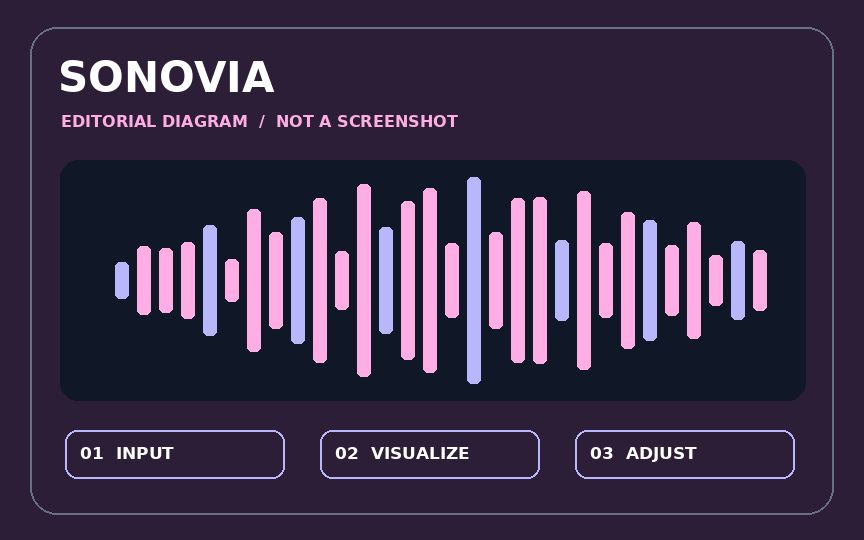 SONOVIA
EDITORIAL DIAGRAM / NOT A SCREENSHOT
01 INPUT
02 VISUALIZE
03 ADJUST